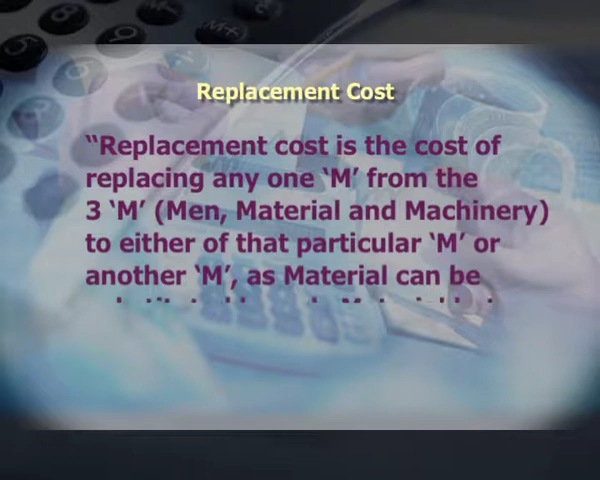 Replacement Cost
“Replacement cost is the cost of
replacing any one ‘M’ from the
3 ‘M’ (Men, Material and Machinery)
to either of that particular ‘M’ or
another ‘M’, as Material can be